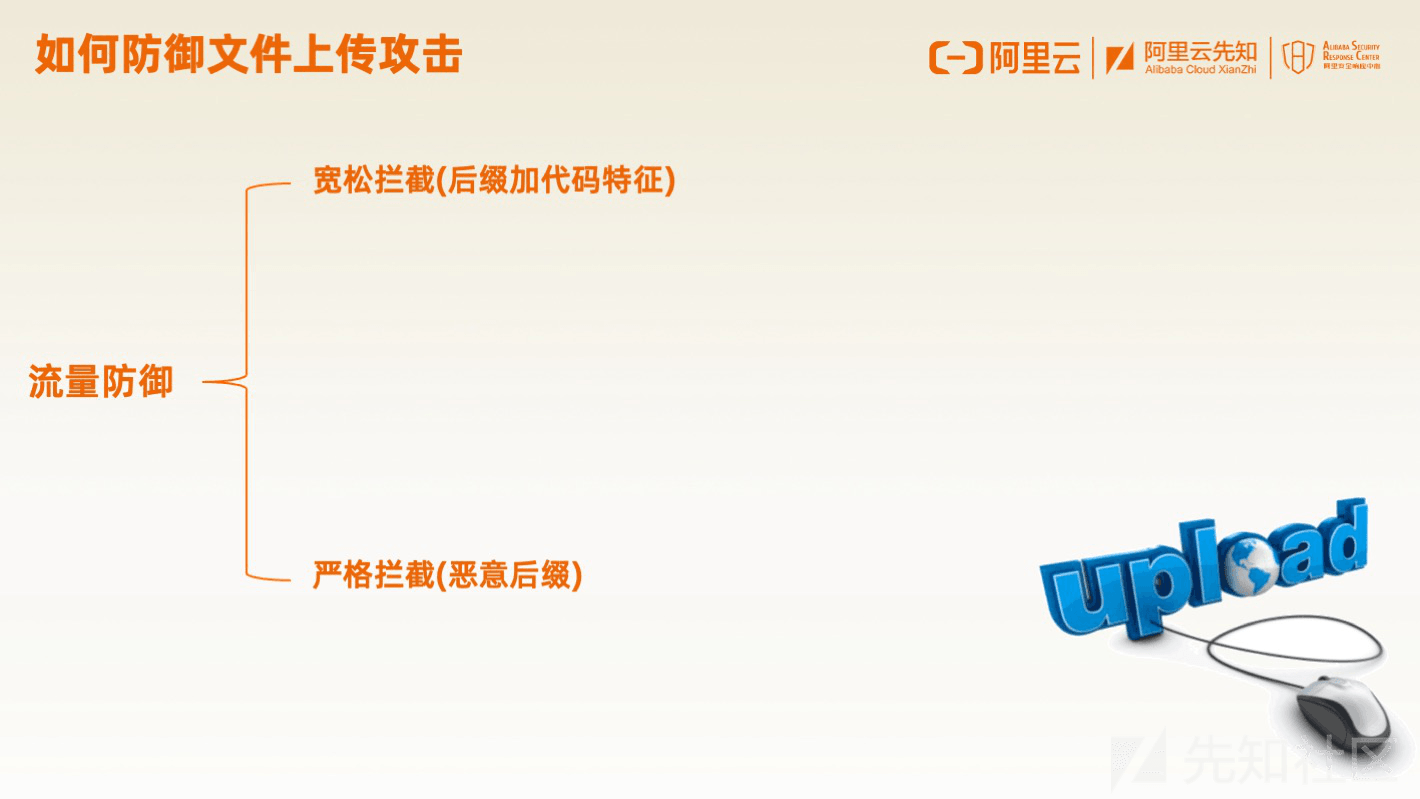 如何防御文件上传攻击
阿里云
阿里云先知
Alibaba Cloud XianZhi
ALIBABA SECURITY
RESPONSE CENTER
阿里安全响应中心
宽松拦截(后缀加代码特征)
流量防御
严格拦截(恶意后缀)
upload
先知社区